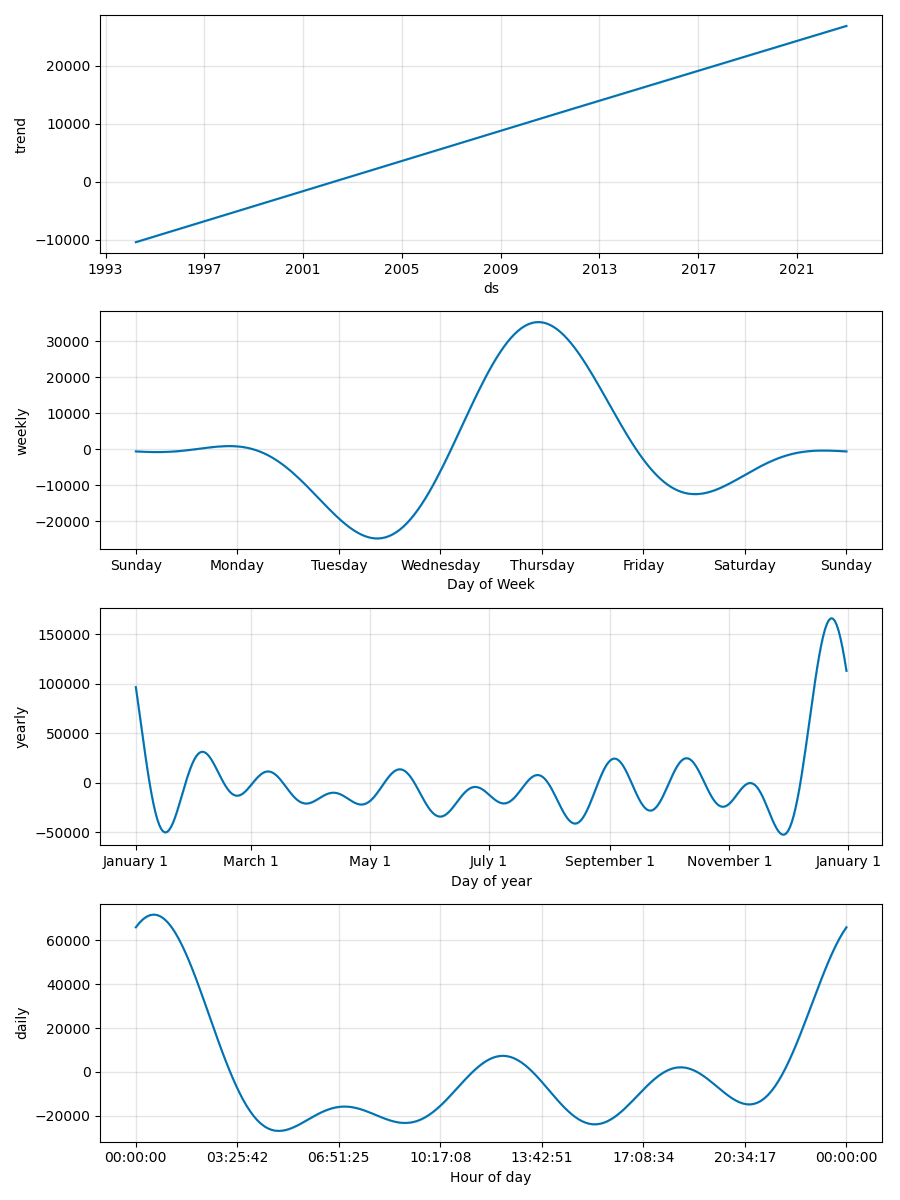 trend
20000
10000
0
−10000
1993 1997 2001 2005 2009 2013 2017 2021
ds
weekly
30000
20000
10000
0
−10000
−20000
Sunday Monday Tuesday Wednesday Thursday Friday Saturday Sunday
Day of Week
yearly
150000
100000
50000
0
−50000
January 1 March 1 May 1 July 1 September 1 November 1 January 1
Day of year
daily
60000
40000
20000
0
−20000
00:00:00 03:25:42 06:51:25 10:17:08 13:42:51 17:08:34 20:34:17 00:00:00
Hour of day